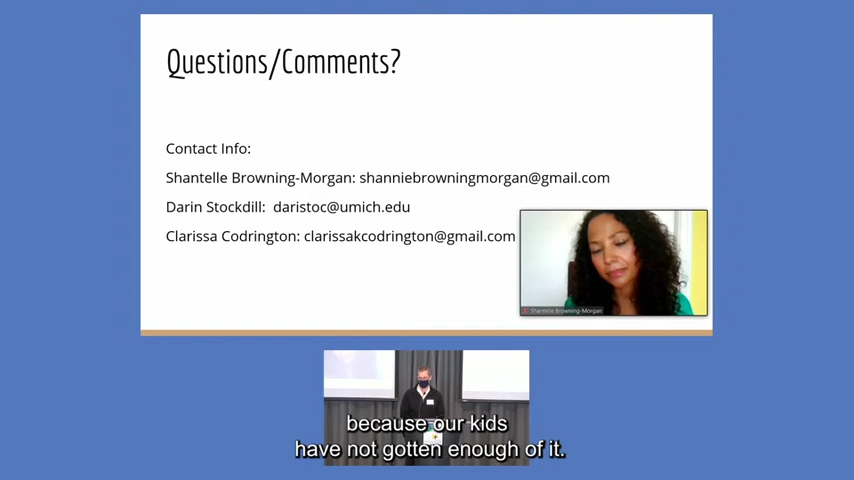 Questions/Comments?
Contact Info:
Shantelle Browning-Morgan: shanniebrowningmorgan@gmail.com
Darin Stockdill: daristoc@umich.edu
Clarissa Codrington: clarissakcodrington@gmail.com
Shantelle Browning-Morgan
because our kids
have not gotten enough of it.